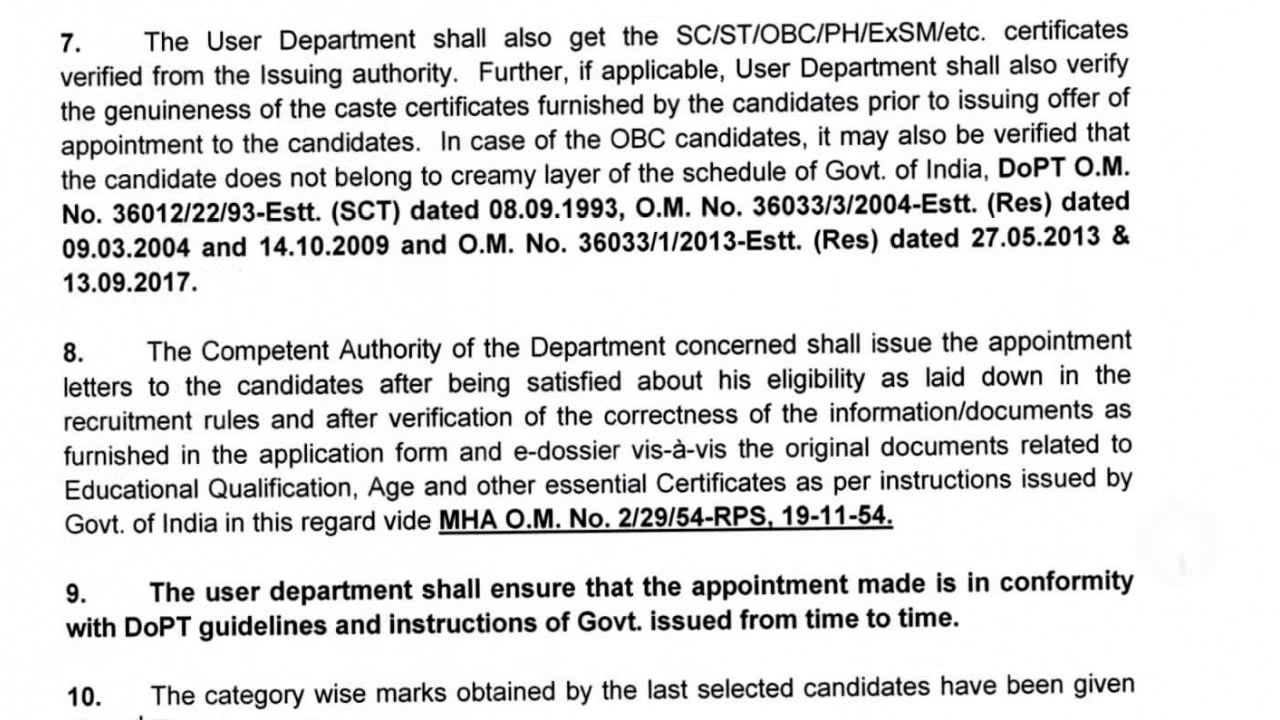 7. The User Department shall also get the SC/ST/OBC/PH/ExSM/etc. certificates
verified from the Issuing authority. Further, if applicable, User Department shall also verify
the genuineness of the caste certificates furnished by the candidates prior to issuing offer of
appointment to the candidates. In case of the OBC candidates, it may also be verified that
the candidate does not belong to creamy layer of the schedule of Govt. of India, DoPT O.M.
No. 36012/22/93-Estt. (SCT) dated 08.09.1993, O.M. No. 36033/3/2004-Estt. (Res) dated
09.03.2004 and 14.10.2009 and O.M. No. 36033/1/2013-Estt. (Res) dated 27.05.2013 &
13.09.2017.
8. The Competent Authority of the Department concerned shall issue the appointment
letters to the candidates after being satisfied about his eligibility as laid down in the
recruitment rules and after verification of the correctness of the information/documents as
furnished in the application form and e-dossier vis-à-vis the original documents related to
Educational Qualification, Age and other essential Certificates as per instructions issued by
Govt. of India in this regard vide MHA O.M. No. 2/29/54-RPS, 19-11-54.
9. The user department shall ensure that the appointment made is in conformity
with DoPT guidelines and instructions of Govt. issued from time to time.
10. The category wise marks obtained by the last selected candidates have been given